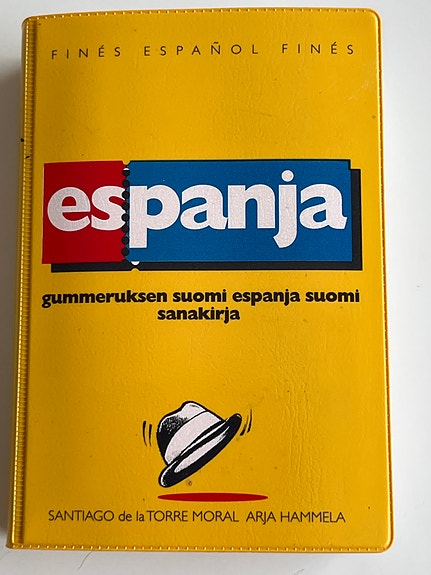 FINÉS ESPAÑOL FINÉS
espanja
gummeruksen suomi espanja suomi
sanakirja
SANTIAGO de la TORRE MORAL ARJA HAMMELA